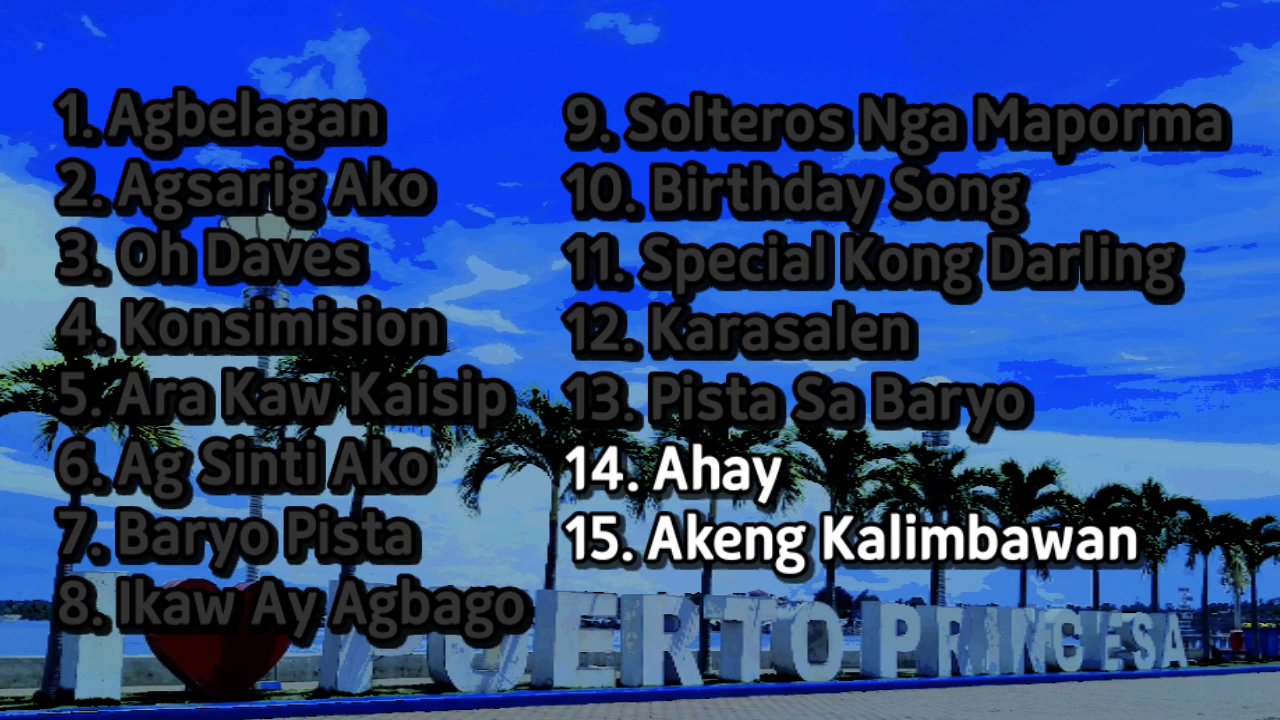 1. Agbelagan
2. Agsarig Ako
3. Oh Daves
4. Konsimision
5. Ara Kaw Kaisip
6. Ag Sinti Ako
7. Baryo Pista
8. Ikaw Ay Agbago
9. Solteros Nga Maporma
10. Birthday Song
11. Special Kong Darling
12. Karasalen
13. Pista Sa Baryo
14. Ahay
15. Akeng Kalimbawan
I PUERTO PRINCESA